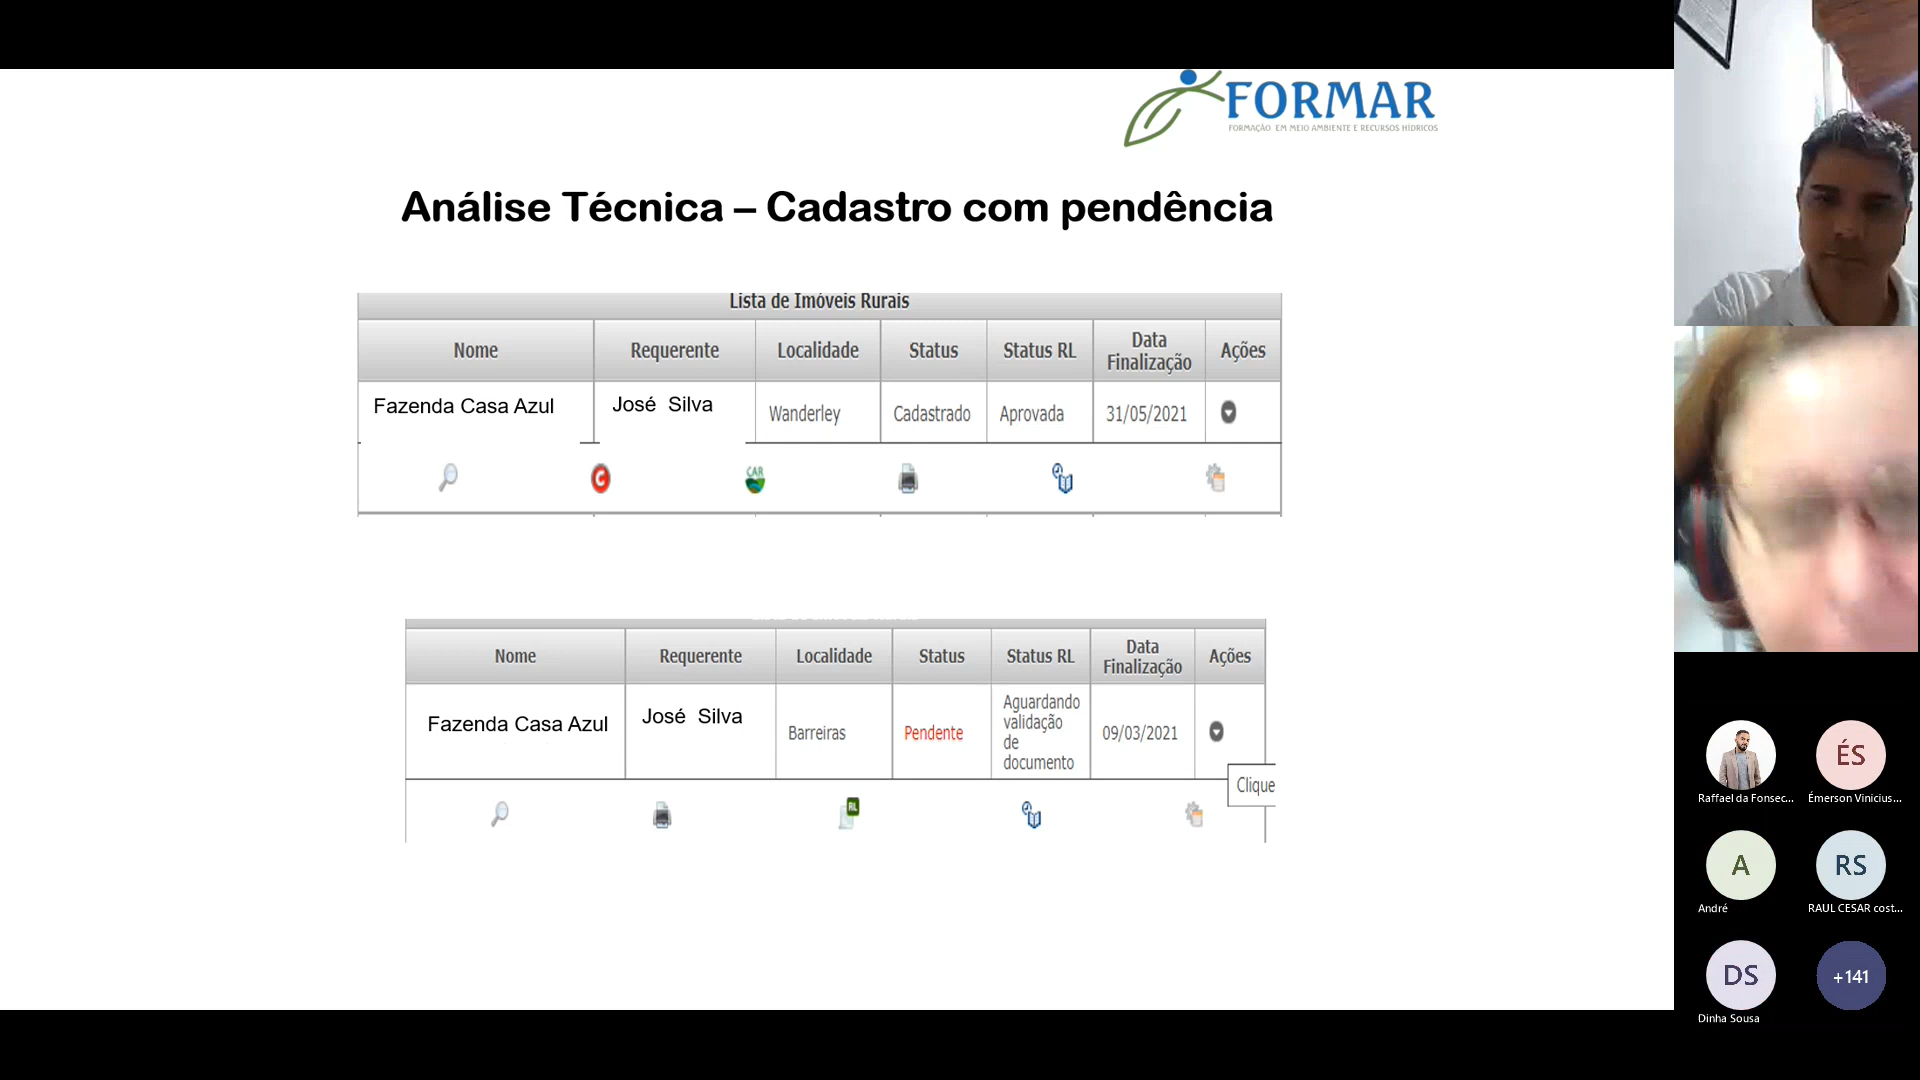 FORMAR
FORMAÇÃO EM MEIO AMBIENTE E RECURSOS HÍDRICOS
Análise Técnica – Cadastro com pendência
Lista de Imóveis Rurais
Nome Requerente Localidade Status Status RL Data Finalização Ações
Fazenda Casa Azul José Silva Wanderley Cadastrado Aprovada 31/05/2021
C
CAR
Nome Requerente Localidade Status Status RL Data Finalização Ações
Fazenda Casa Azul José Silva Barreiras Pendente Aguardando validação de documento 09/03/2021
Clique
RL
ÉS
Raffael da Fonsec... Émerson Vinicius...
A RS
André RAUL CESAR cost...
DS +141
Dinha Sousa